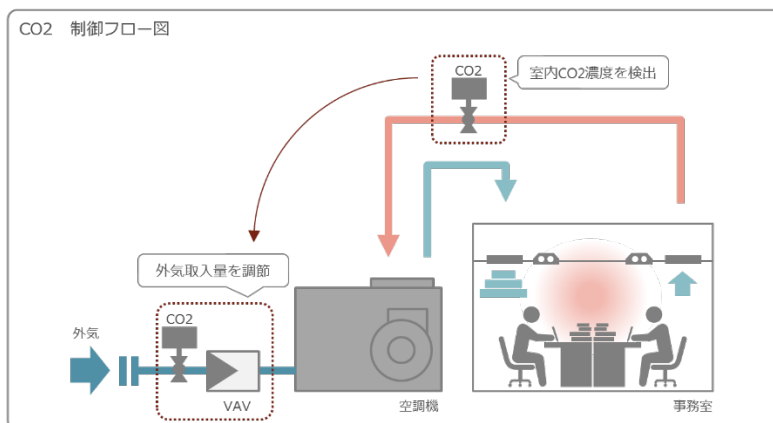 CO2 制御フロー図
CO2
室内CO2濃度を検出
外気取入量を調節
CO2
外気
VAV
空調機
事務室